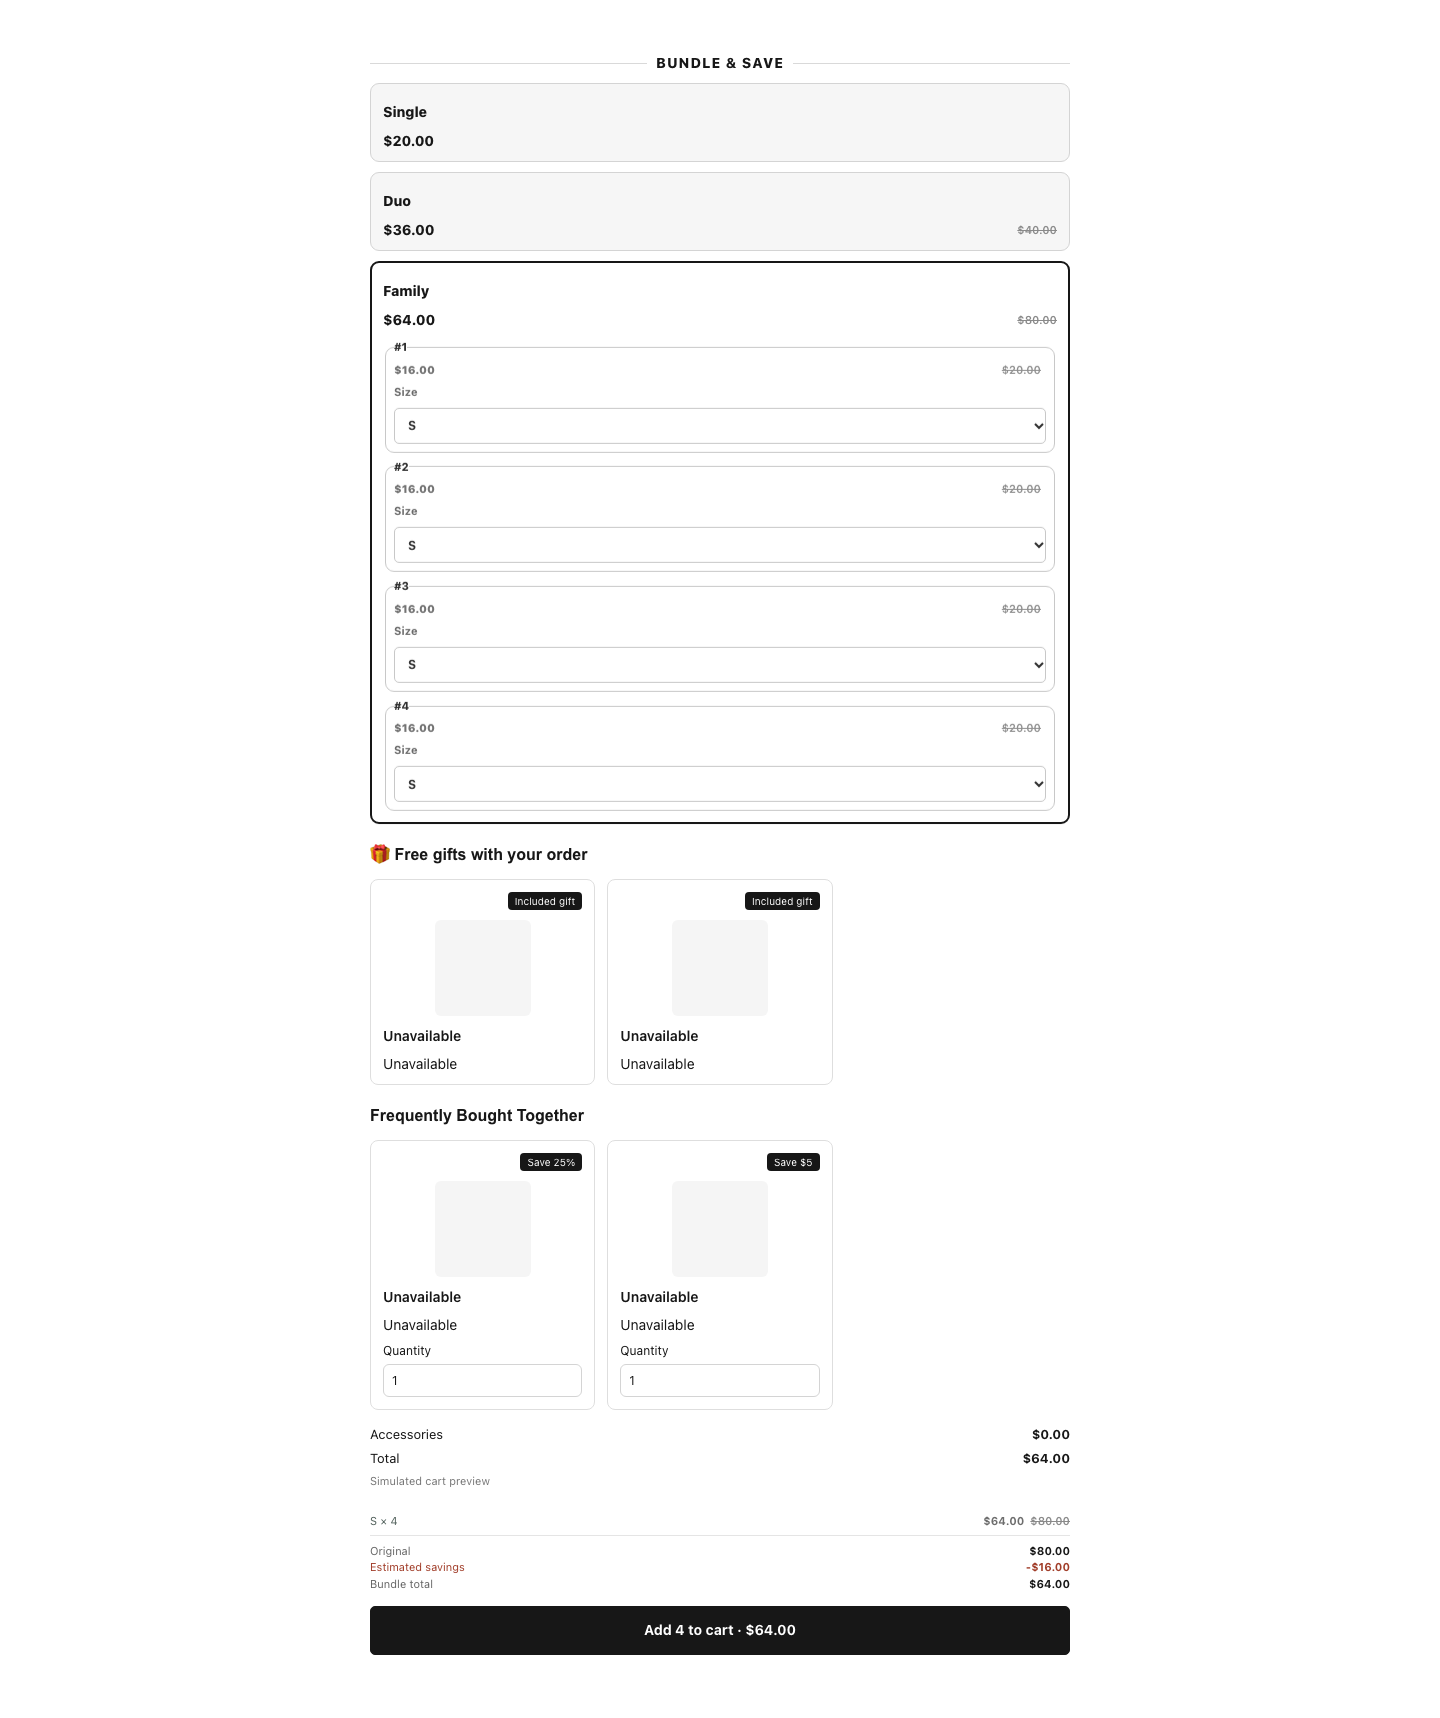 BUNDLE & SAVE
Single
$20.00
Duo
$36.00 $40.00
Family
$64.00 $80.00
#1
$16.00 $20.00
Size
S
#2
$16.00 $20.00
Size
S
#3
$16.00 $20.00
Size
S
#4
$16.00 $20.00
Size
S
🎁 Free gifts with your order
Included gift
Unavailable
Unavailable
Included gift
Unavailable
Unavailable
Frequently Bought Together
Save 25%
Unavailable
Unavailable
Quantity
1
Save $5
Unavailable
Unavailable
Quantity
1
Accessories $0.00
Total $64.00
Simulated cart preview
S × 4 $64.00 $80.00
Original $80.00
Estimated savings -$16.00
Bundle total $64.00
Add 4 to cart · $64.00